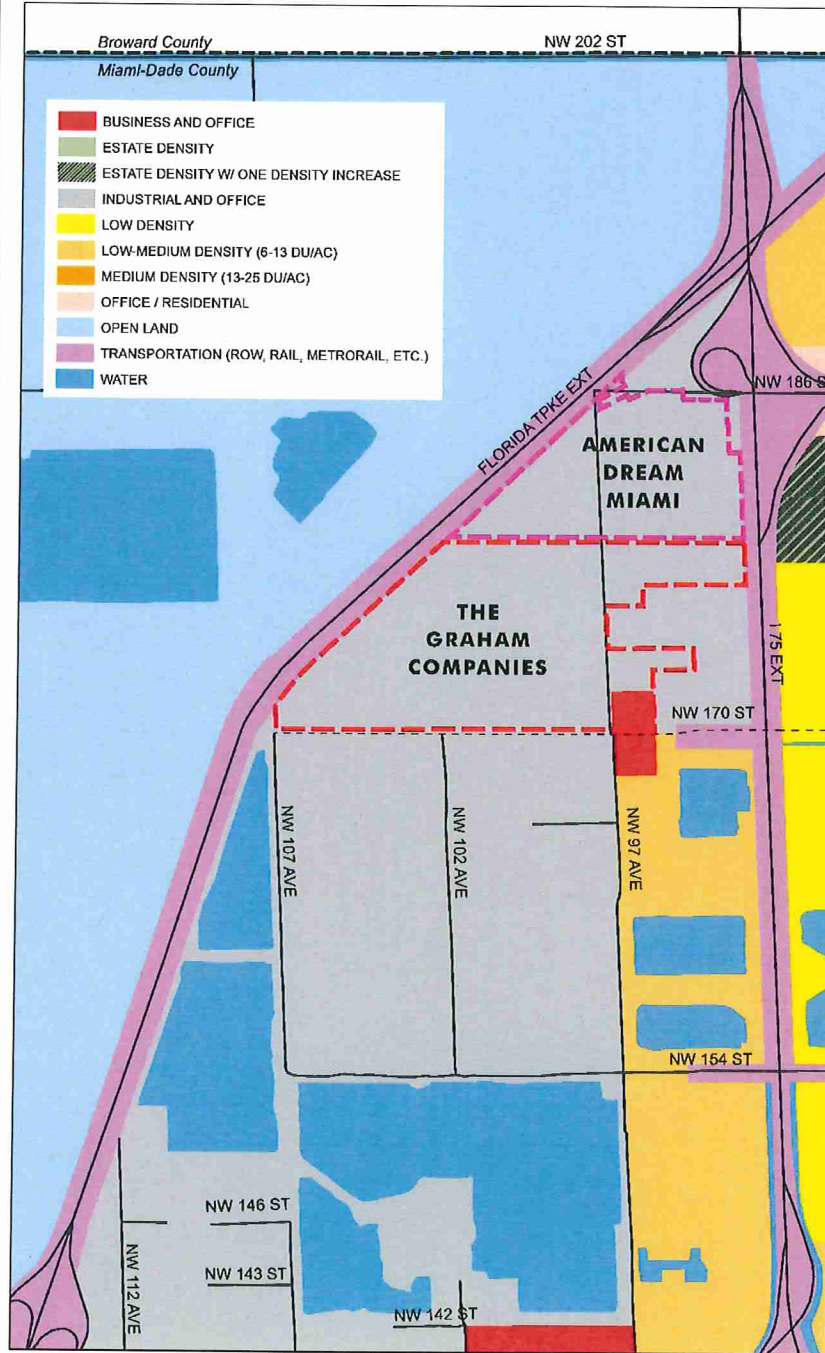 Broward County
NW 202 ST
Miami-Dade County
BUSINESS AND OFFICE
ESTATE DENSITY
ESTATE DENSITY W/ ONE DENSITY INCREASE
INDUSTRIAL AND OFFICE
LOW DENSITY
LOW-MEDIUM DENSITY (6-13 DU/AC)
MEDIUM DENSITY (13-25 DU/AC)
OFFICE / RESIDENTIAL
OPEN LAND
TRANSPORTATION (ROW, RAIL, METRORAIL, ETC.)
WATER
NW 186 S
FLORIDA TPKE EXT
AMERICAN
DREAM
MIAMI
THE
GRAHAM
COMPANIES
I 75 EXT
NW 170 ST
NW 107 AVE
NW 102 AVE
NW 97 AVE
NW 154 ST
NW 146 ST
NW 143 ST
NW 112 AVE
NW 142 ST